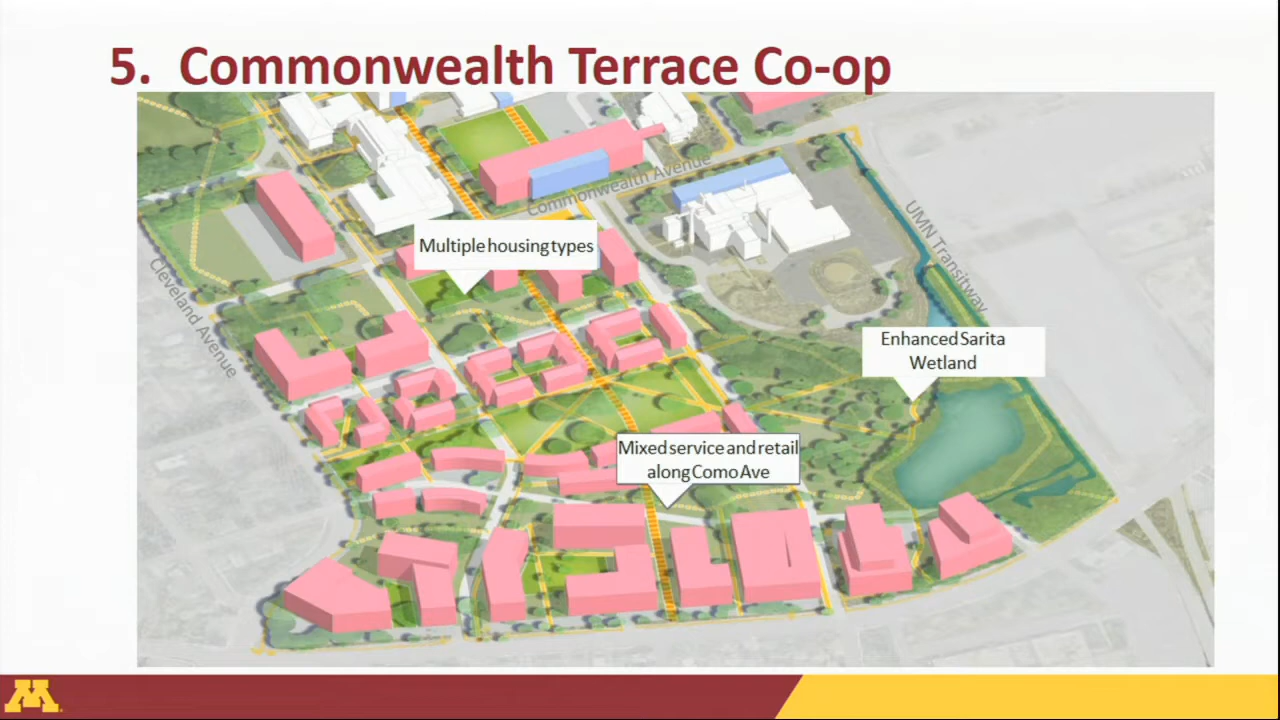 5. Commonwealth Terrace Co-op
Commonwealth Avenue
UMN Transitway
Multiple housing types
Cleveland Avenue
Enhanced Sarita
Wetland
Mixed service and retail
along Como Ave
M